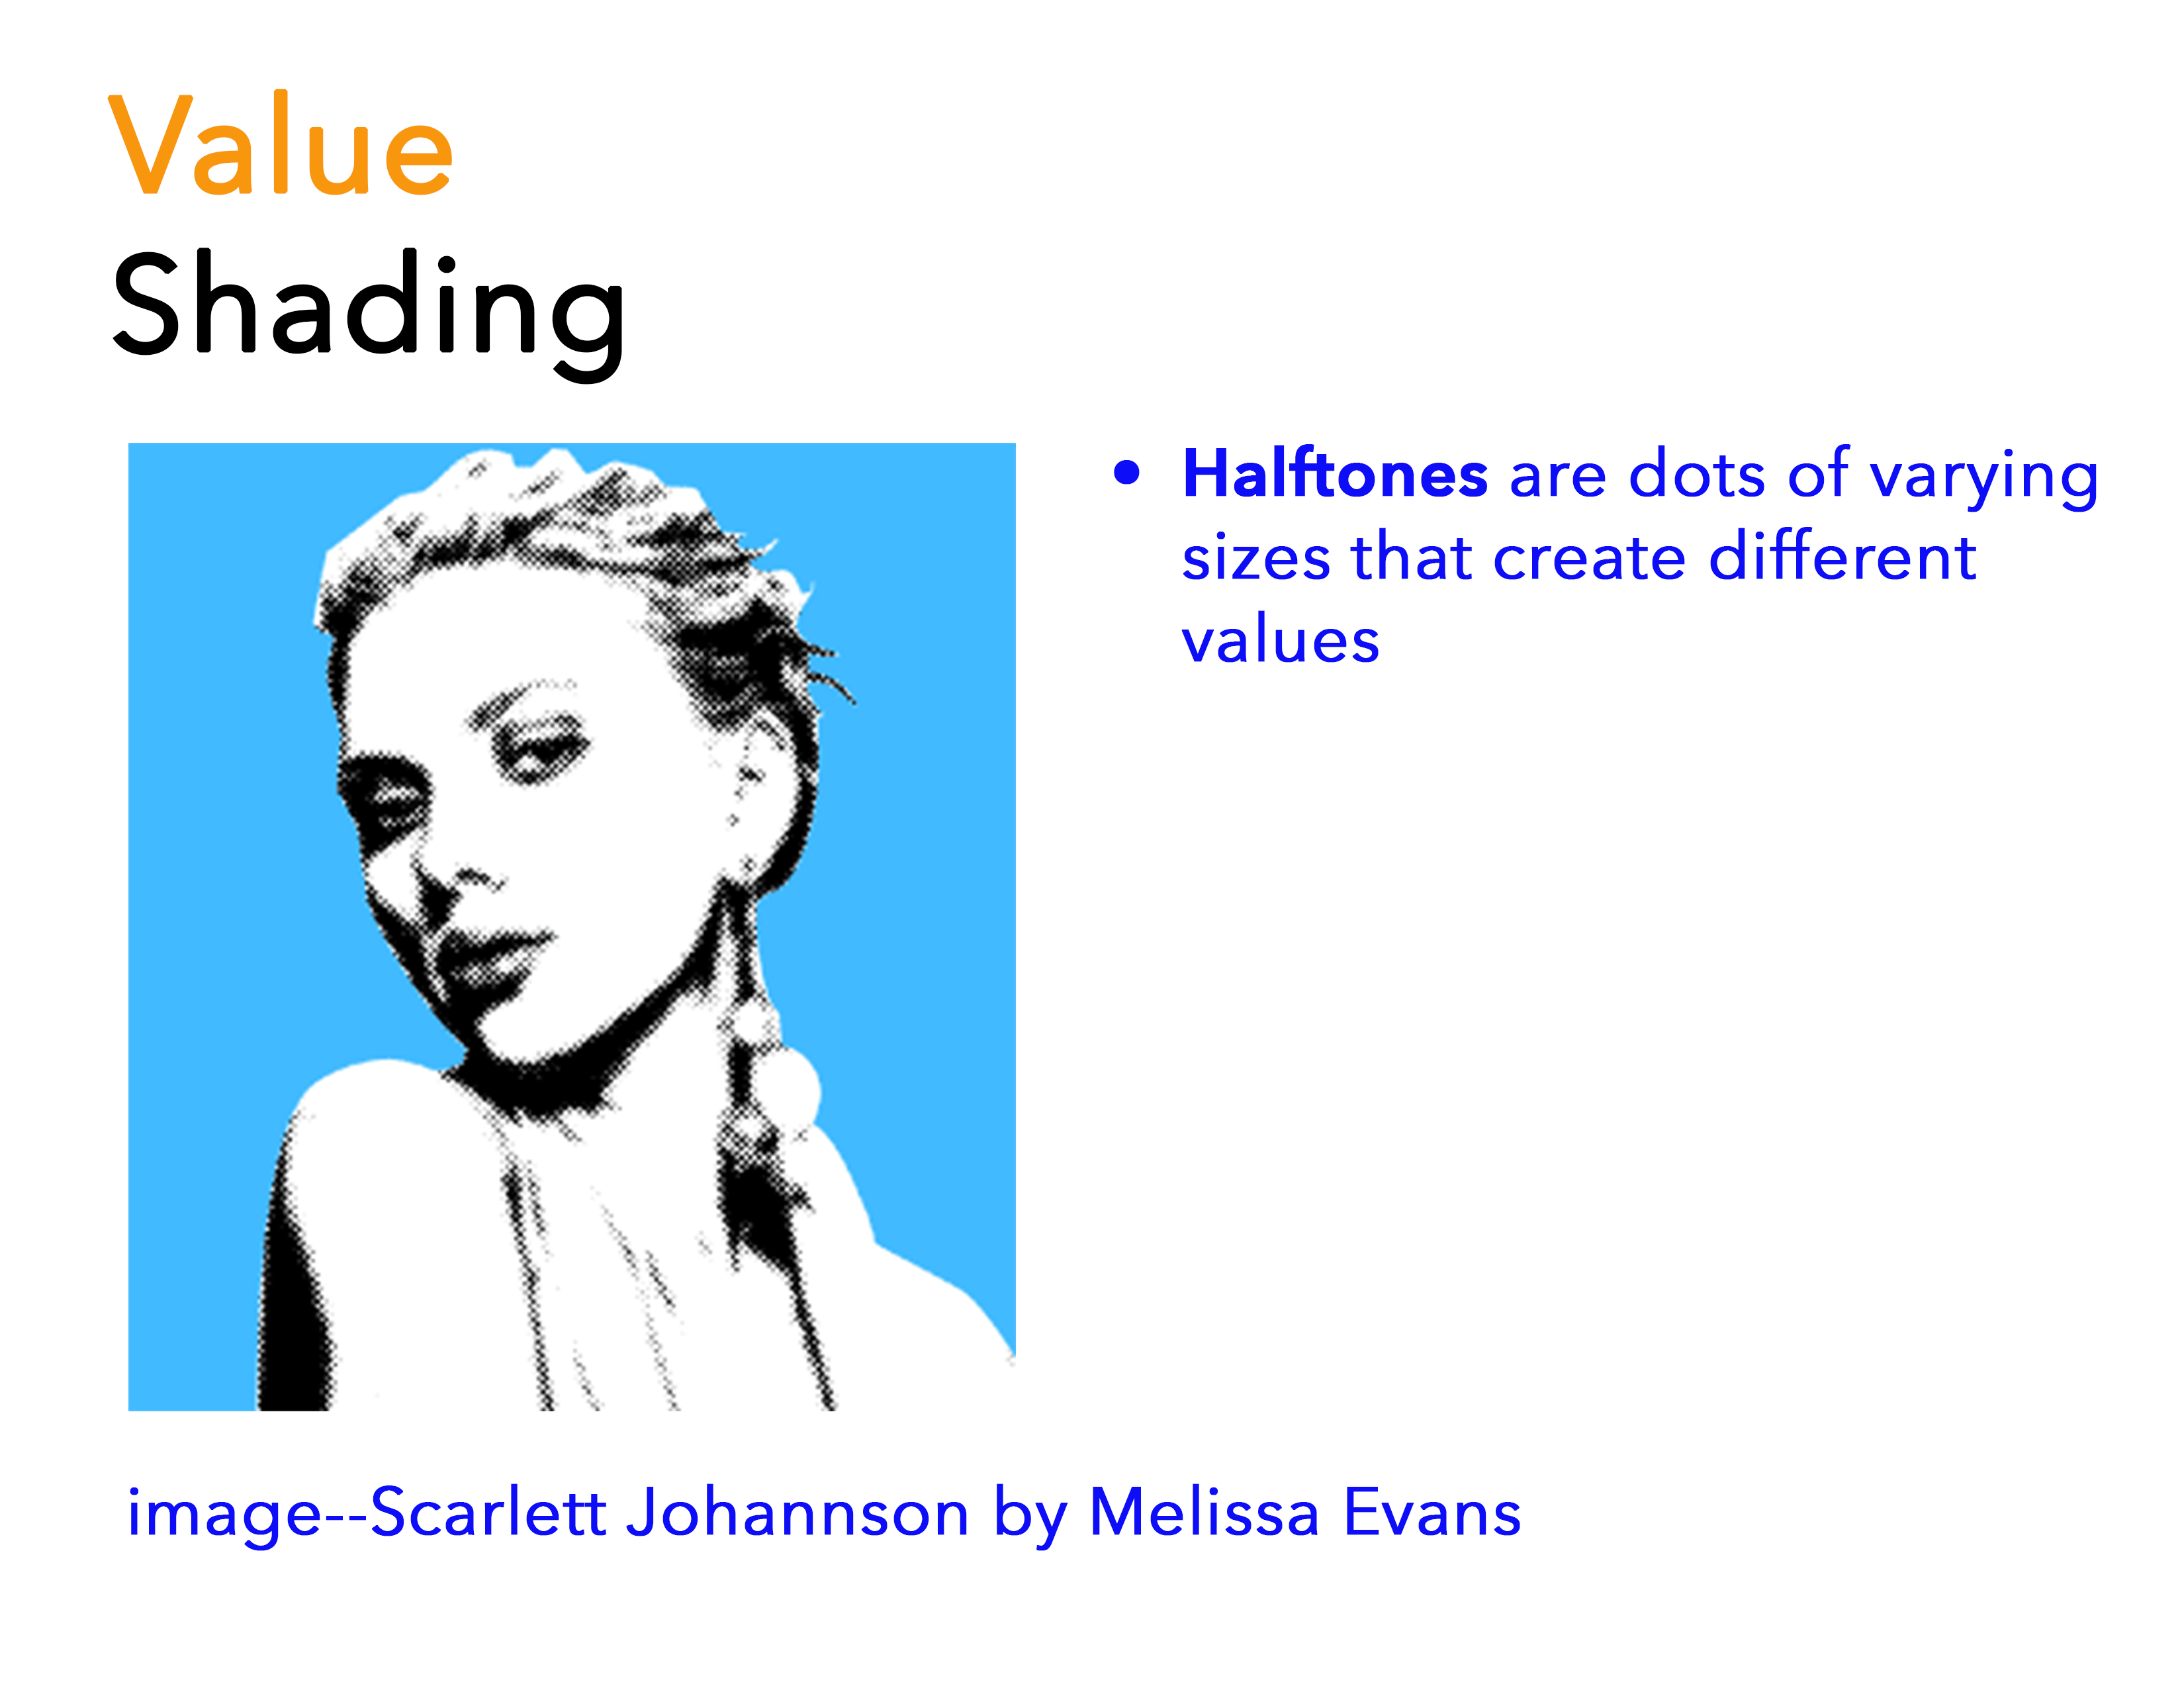 Value
Shading
• Halftones are dots of varying
sizes that create different
values
image--Scarlett Johannson by Melissa Evans